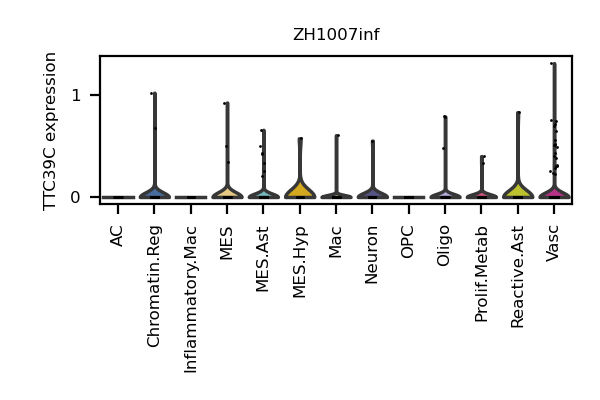 ZH1007inf
TTC39C expression
1
0
AC
Chromatin.Reg
Inflammatory.Mac
MES
MES.Ast
MES.Hyp
Mac
Neuron
OPC
Oligo
Prolif.Metab
Reactive.Ast
Vasc